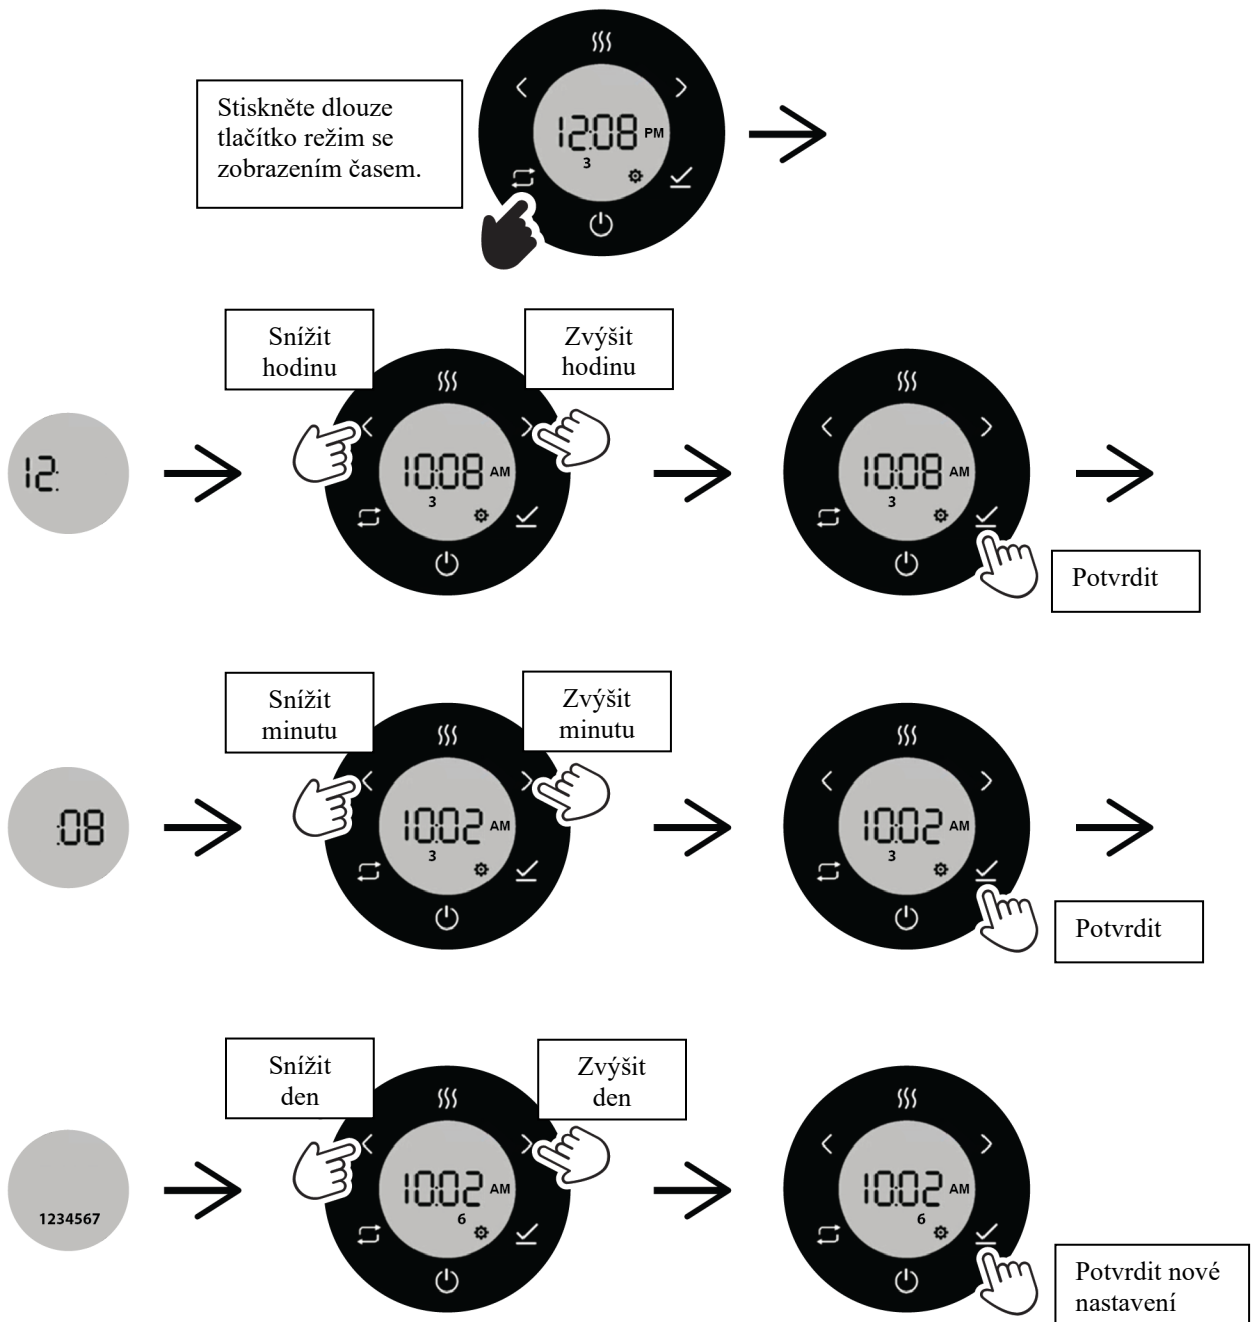 Stiskněte dlouze
tlačítko režim se
zobrazením časem.
12:08 PM
3
Snížit
hodinu
Zvýšit
hodinu
12:
10:08 AM
3
10:08 AM
3
Potvrdit
Snížit
minutu
Zvýšit
minutu
:08
10:02 AM
3
10:02 AM
3
Potvrdit
Snížit
den
Zvýšit
den
1234567
10:02 AM
6
10:02 AM
6
Potvrdit nové
nastavení